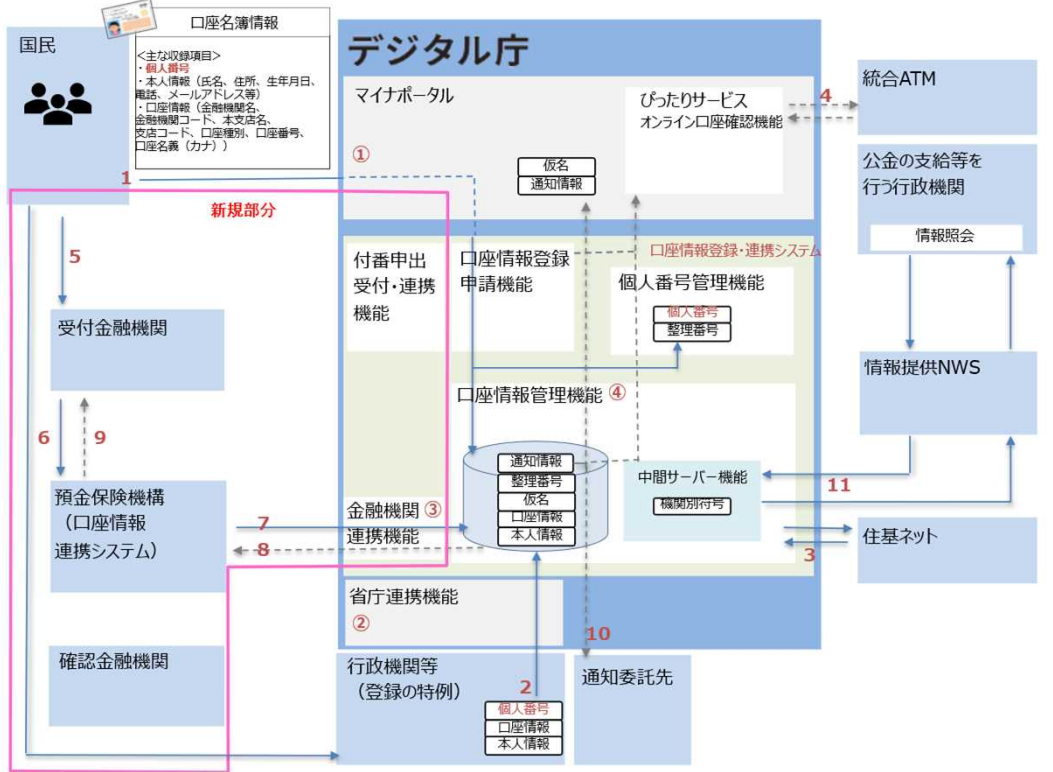 国民
口座名簿情報
<主な収録項目>
・個人番号
・本人情報(氏名、住所、生年月日、
電話、メールアドレス等)
・口座情報(金融機関名、
金融機関コード、本支店名、
支店コード、口座種別、口座番号、
口座名義(カナ))
デジタル庁
マイナポータル
ぴったりサービス
オンライン口座確認機能
4
統合ATM
①
仮名
通知情報
公金の支給等を
行う行政機関
情報照会
1
新規部分
5
付番申出
受付・連携
機能
口座情報登録
申請機能
口座情報登録・連携システム
個人番号管理機能
個人番号
整理番号
受付金融機関
情報提供NWS
口座情報管理機能 ④
6
9
通知情報
整理番号
仮名
口座情報
本人情報
中間サーバー機能
機関別符号
11
預金保険機構
(口座情報
連携システム)
7
8
金融機関 ③
連携機能
3
住基ネット
省庁連携機能
②
10
確認金融機関
行政機関等
(登録の特例)
2
個人番号
口座情報
本人情報
通知委託先